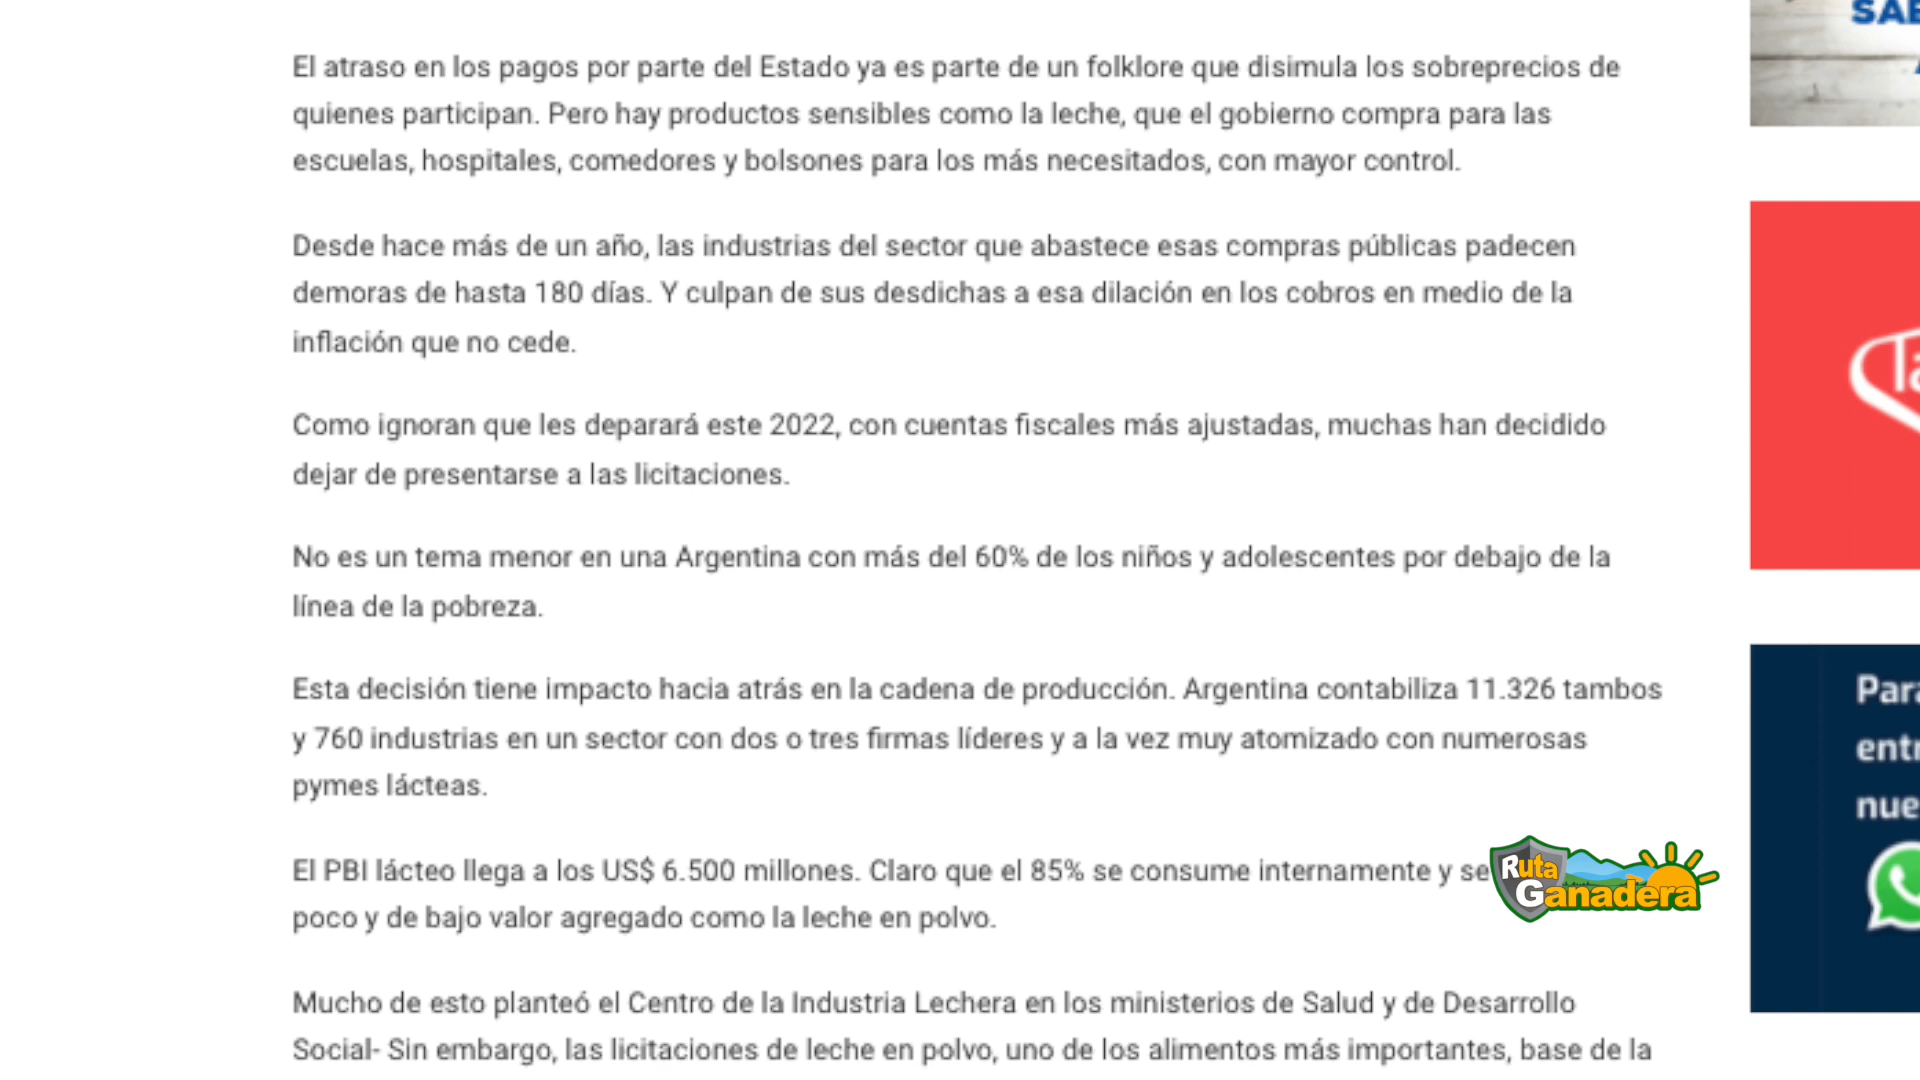 El atraso en los pagos por parte del Estado ya es parte de un folklore que disimula los sobreprecios de
quienes participan. Pero hay productos sensibles como la leche, que el gobierno compra para las
escuelas, hospitales, comedores y bolsones para los más necesitados, con mayor control.
Desde hace más de un año, las industrias del sector que abastece esas compras públicas padecen
demoras de hasta 180 días. Y culpan de sus desdichas a esa dilación en los cobros en medio de la
inflación que no cede.
Como ignoran que les deparará este 2022, con cuentas fiscales más ajustadas, muchas han decidido
dejar de presentarse a las licitaciones.
No es un tema menor en una Argentina con más del 60% de los niños y adolescentes por debajo de la
línea de la pobreza.
Esta decisión tiene impacto hacia atrás en la cadena de producción. Argentina contabiliza 11.326 tambos
y 760 industrias en un sector con dos o tres firmas líderes y a la vez muy atomizado con numerosas
pymes lácteas.
El PBI lácteo llega a los US$ 6.500 millones. Claro que el 85% se consume internamente y se
poco y de bajo valor agregado como la leche en polvo.
Mucho de esto planteó el Centro de la Industria Lechera en los ministerios de Salud y de Desarrollo
Social- Sin embargo, las licitaciones de leche en polvo, uno de los alimentos más importantes, base de la
Ruta
Ganadera